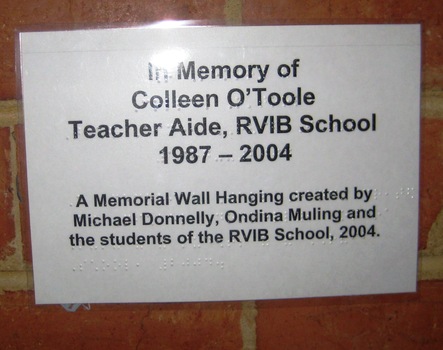 In Memory of
Colleen O'Toole
Teacher Aide, RVIB School
1987 – 2004
A Memorial Wall Hanging created by
Michael Donnelly, Ondina Muling and
the students of the RVIB School, 2004.